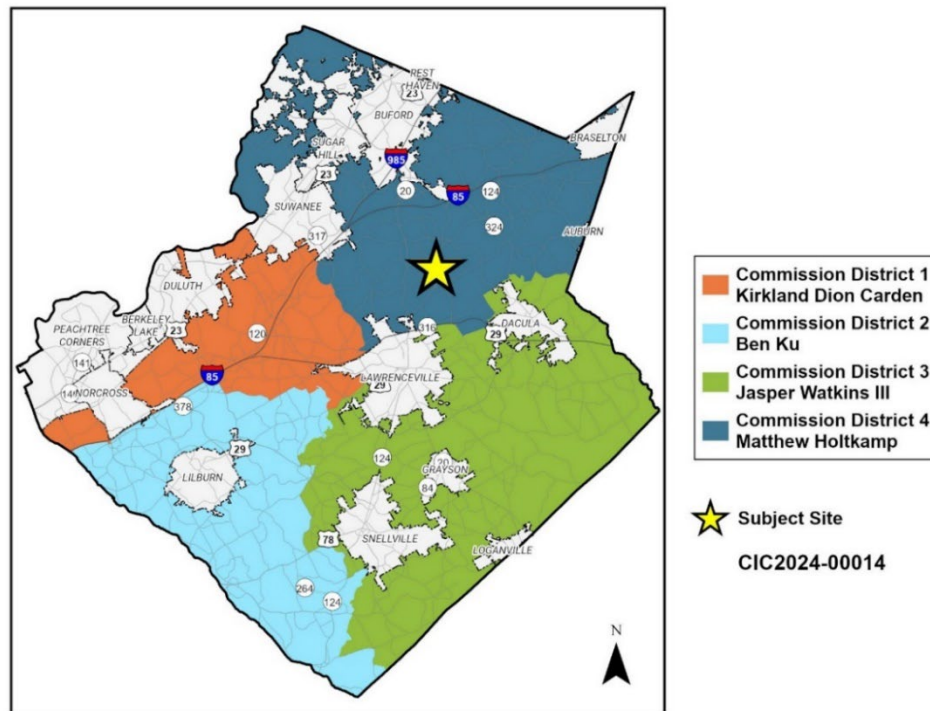 REST
HAVEN
23
BUFORD
BRASELTON
SUGAR
HILL
23
985
20
85
124
SUWANEE
317
324
AUBURN
DULUTH
BERKELEY
LAKE
23
PEACHTREE
CORNERS
141
120
316
DACULA
29
NORCROSS
14
85
378
LAWRENCEVILLE
29
29
LILBURN
124
20
GRAYSON
84
78
SNELLVILLE
LOGANVILLE
264
124
N
Commission District 1
Kirkland Dion Carden
Commission District 2
Ben Ku
Commission District 3
Jasper Watkins III
Commission District 4
Matthew Holtkamp
Subject Site
CIC2024-00014